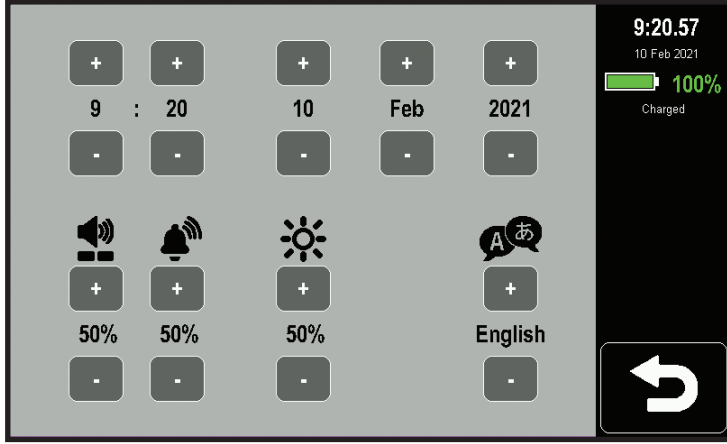 + + + + +
9 : 20 10 Feb 2021
- - - - -
A あ
+ + + +
50% 50% 50% English
- - - -
9:20.57
10 Feb 2021
100%
Charged